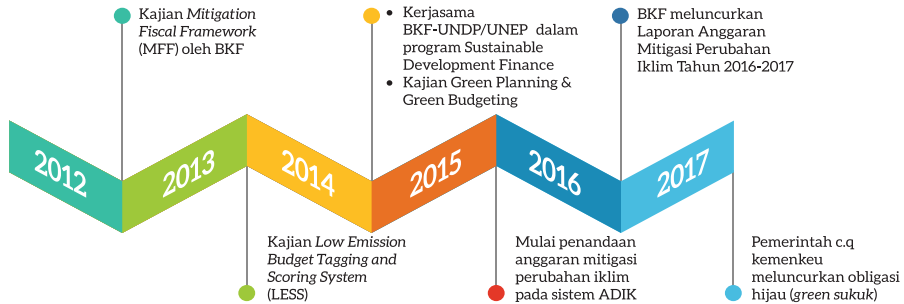 Kajian Mitigation
Fiscal Framework
(MFF) oleh BKF
• Kerjasama
BKF-UNDP/UNEP dalam
program Sustainable
Development Finance
• Kajian Green Planning &
Green Budgeting
BKF meluncurkan
Laporan Anggaran
Mitigasi Perubahan
Iklim Tahun 2016-2017
2012
2013
2014
2015
2016
2017
Kajian Low Emission
Budget Tagging and
Scoring System
(LESS)
Mulai penandaan
anggaran mitigasi
perubahan iklim
pada sistem ADIK
Pemerintah c.q
kemenkeu
meluncurkan obligasi
hijau (green sukuk)